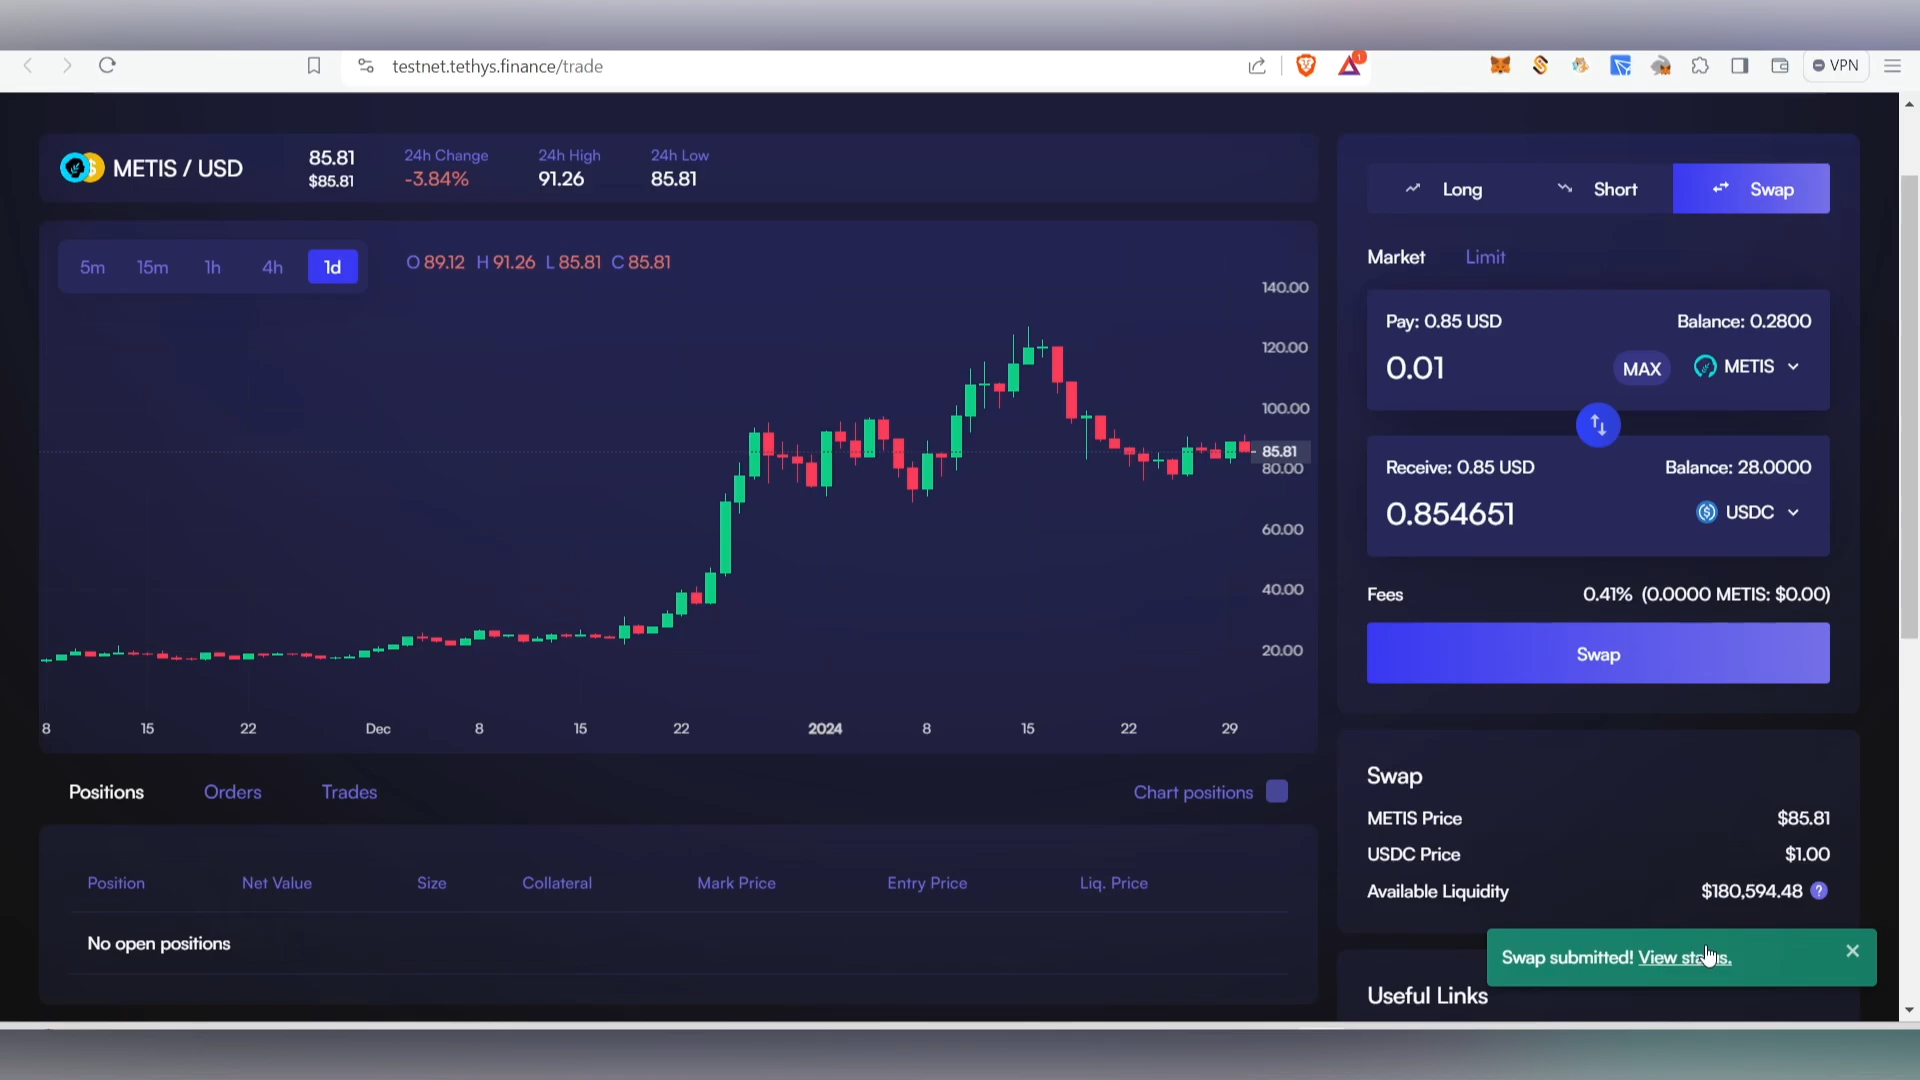 testnet.tethys.finance/trade
1
VPN
METIS / USD
85.81
$85.81
24h Change
-3.84%
24h High
91.26
24h Low
85.81
Long
Short
Swap
5m
15m
1h
4h
1d
O 89.12 H 91.26 L 85.81 C 85.81
Market
Limit
Pay: 0.85 USD
Balance: 0.2800
0.01
MAX
METIS
Receive: 0.85 USD
Balance: 28.0000
0.854651
USDC
Fees
0.41% (0.0000 METIS: $0.00)
Swap
140.00
120.00
100.00
85.81
80.00
60.00
40.00
20.00
8
15
22
Dec
8
15
22
2024
8
15
22
29
Positions
Orders
Trades
Chart positions
Position
Net Value
Size
Collateral
Mark Price
Entry Price
Liq. Price
No open positions
Swap
METIS Price
$85.81
USDC Price
$1.00
Available Liquidity
$180,594.48 ?
Swap submitted! View status.
Useful Links